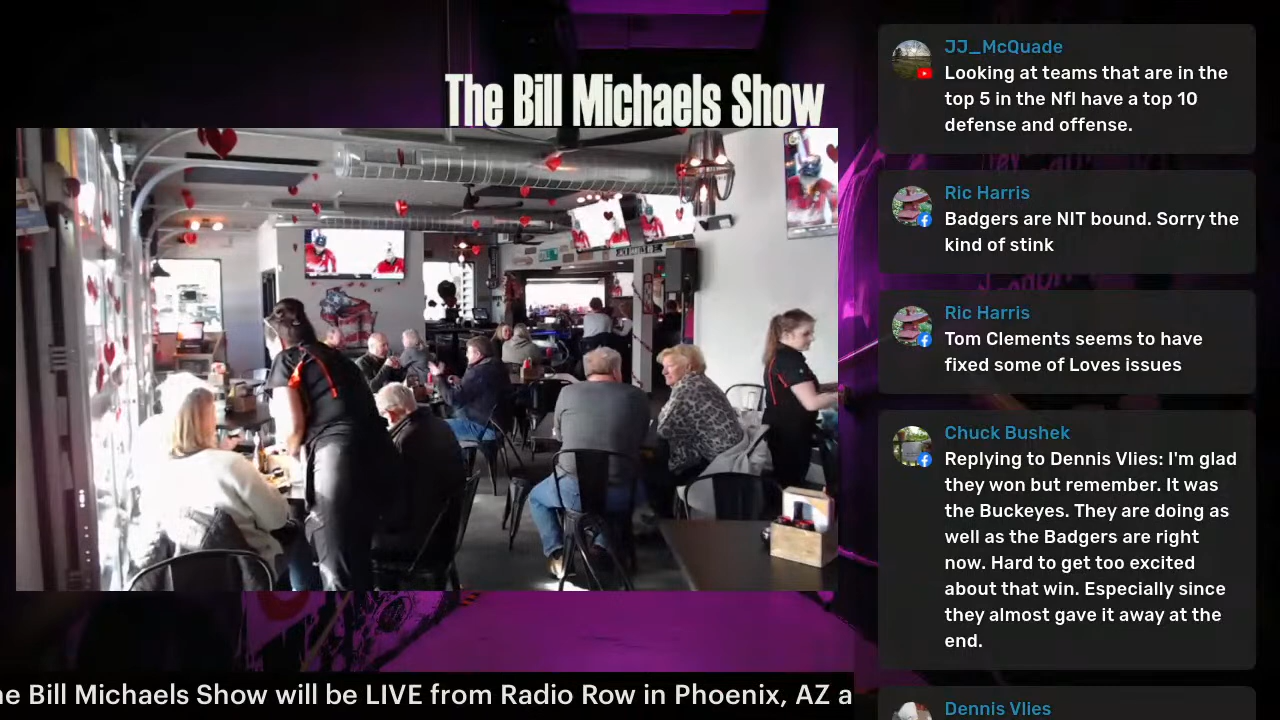 The Bill Michaels Show
JJ_McQuade
Looking at teams that are in the
top 5 in the Nfl have a top 10
defense and offense.
Ric Harris
Badgers are NIT bound. Sorry the
kind of stink
Ric Harris
Tom Clements seems to have
fixed some of Loves issues
Chuck Bushek
Replying to Dennis Vlies: I'm glad
they won but remember. It was
the Buckeyes. They are doing as
well as the Badgers are right
now. Hard to get too excited
about that win. Especially since
they almost gave it away at the
end.
Dennis Vlies
he Bill Michaels Show will be LIVE from Radio Row in Phoenix, AZ a